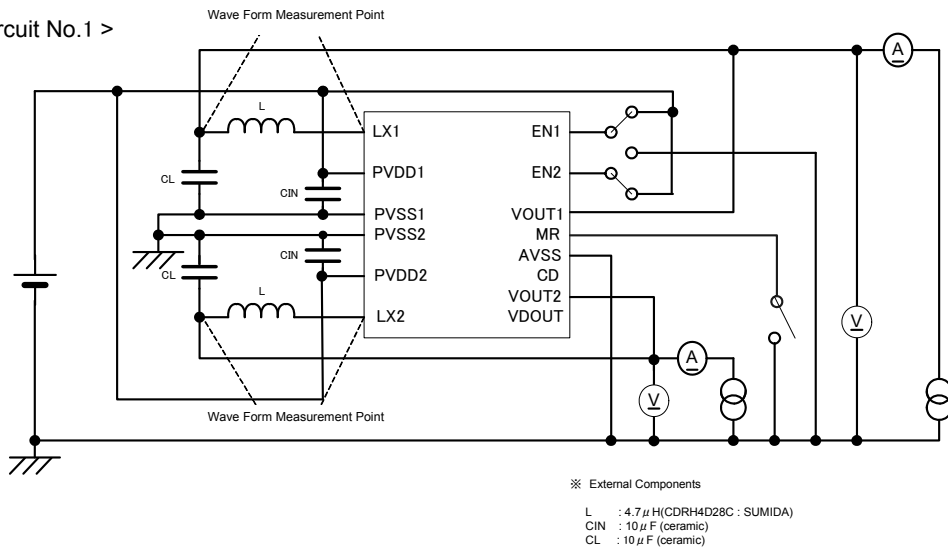 rcuit No.1 >
Wave Form Measurement Point
A
L
LX1
EN1
CL
PVDD1
EN2
CIN
PVSS1
VOUT1
PVSS2
MR
CIN
AVSS
CL
PVDD2
CD
L
VOUT2
LX2
VDOUT
V
A
V
Wave Form Measurement Point
※ External Components
L : 4.7μH(CDRH4D28C : SUMIDA)
CIN : 10μF (ceramic)
CL : 10μF (ceramic)